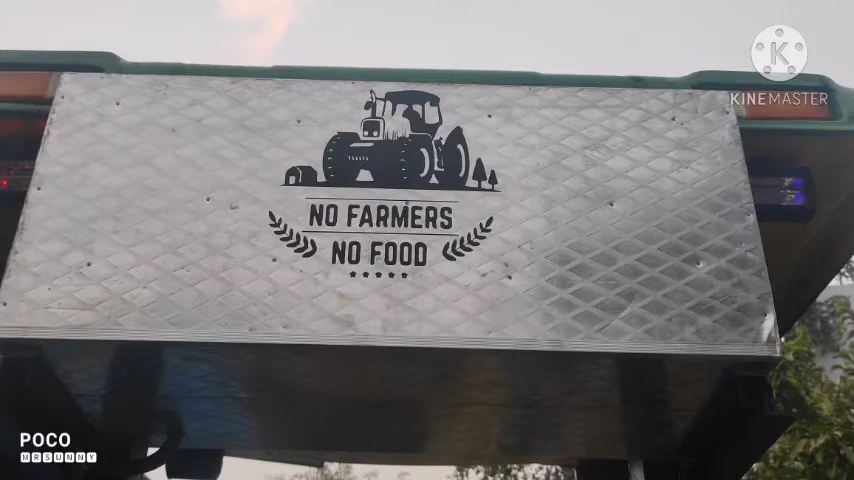 KINEMASTER
NO FARMERS
NO FOOD
POCO
MRSUNNY